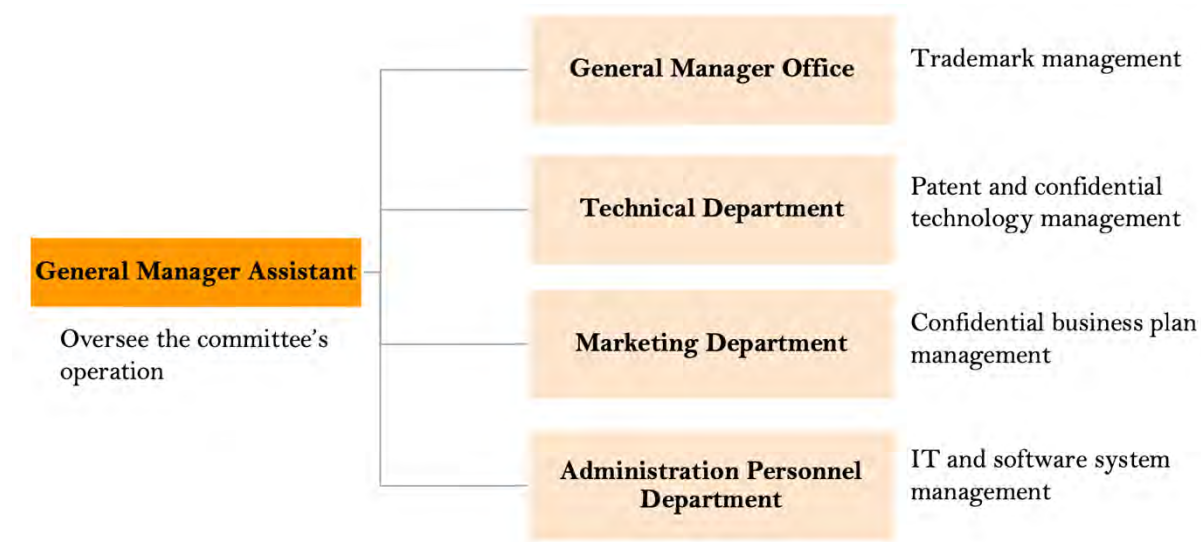 General Manager Office
Trademark management
Technical Department
Patent and confidential
technology management
General Manager Assistant
Oversee the committee’s
operation
Marketing Department
Confidential business plan
management
Administration Personnel
Department
IT and software system
management